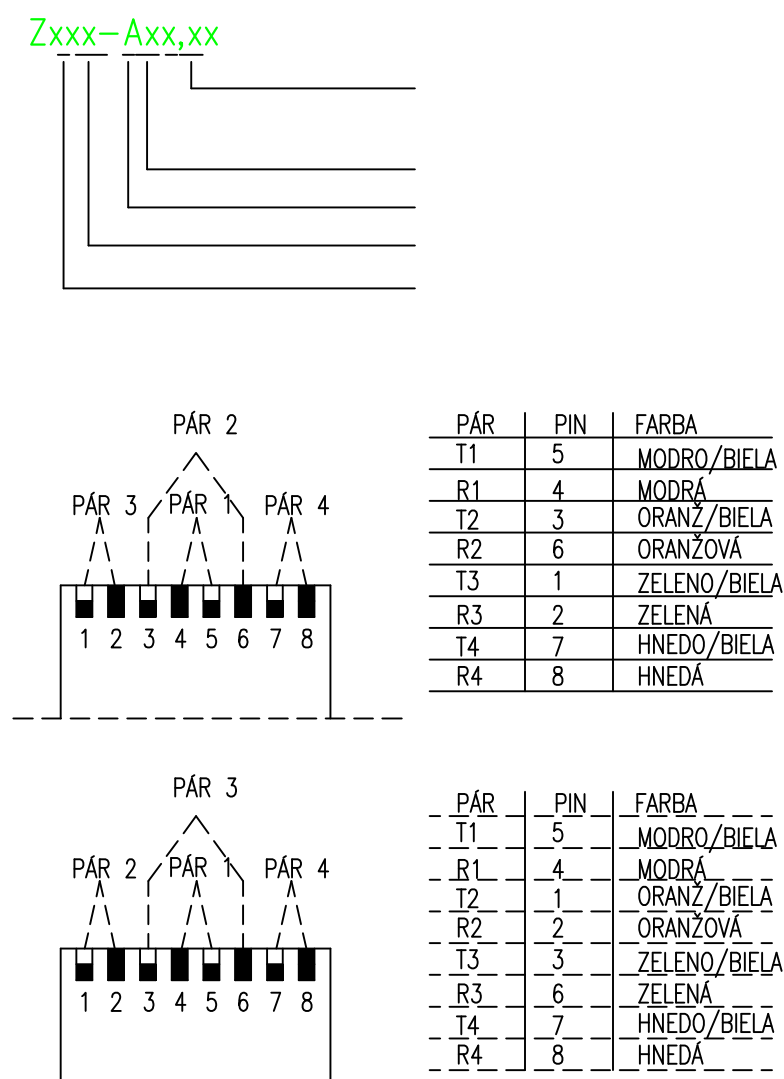 Zxxx-Axx,xx
PÁR 2
PÁR 3 PÁR 1 PÁR 4
1 2 3 4 5 6 7 8
PÁR PIN FARBA
T1 5 MODRO/BIELA
R1 4 MODRÁ
T2 3 ORANŽ/BIELA
R2 6 ORANŽOVÁ
T3 1 ZELENO/BIELA
R3 2 ZELENÁ
T4 7 HNEDO/BIELA
R4 8 HNEDÁ
PÁR 3
PÁR 2 PÁR 1 PÁR 4
1 2 3 4 5 6 7 8
PÁR PIN FARBA
T1 5 MODRO/BIELA
R1 4 MODRÁ
T2 1 ORANŽ/BIELA
R2 2 ORANŽOVÁ
T3 3 ZELENO/BIELA
R3 6 ZELENÁ
T4 7 HNEDO/BIELA
R4 8 HNEDÁ